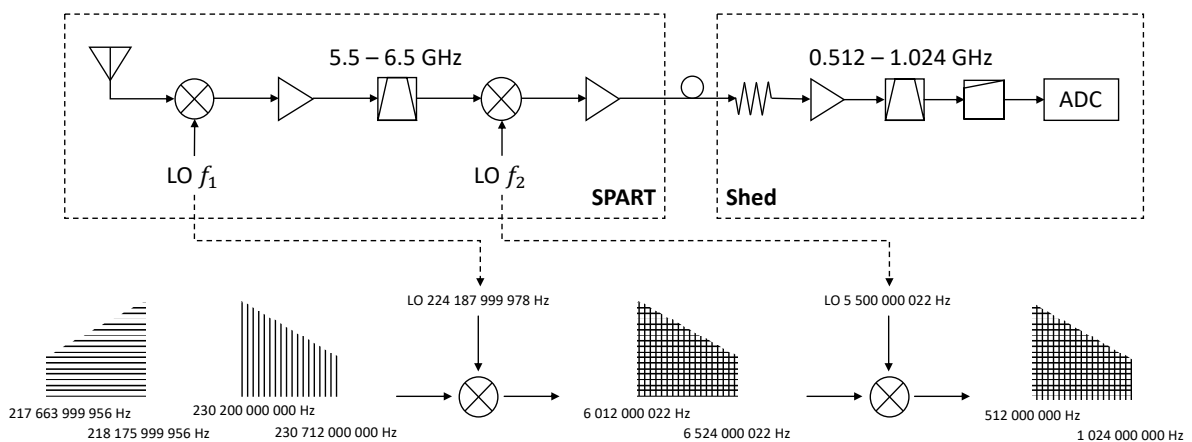 5.5 – 6.5 GHz
0.512 – 1.024 GHz
ADC
LO f₁
LO f₂
SPART
Shed
LO 224 187 999 978 Hz
LO 5 500 000 022 Hz
217 663 999 956 Hz
218 175 999 956 Hz
230 200 000 000 Hz
230 712 000 000 Hz
6 012 000 022 Hz
6 524 000 022 Hz
512 000 000 Hz
1 024 000 000 Hz